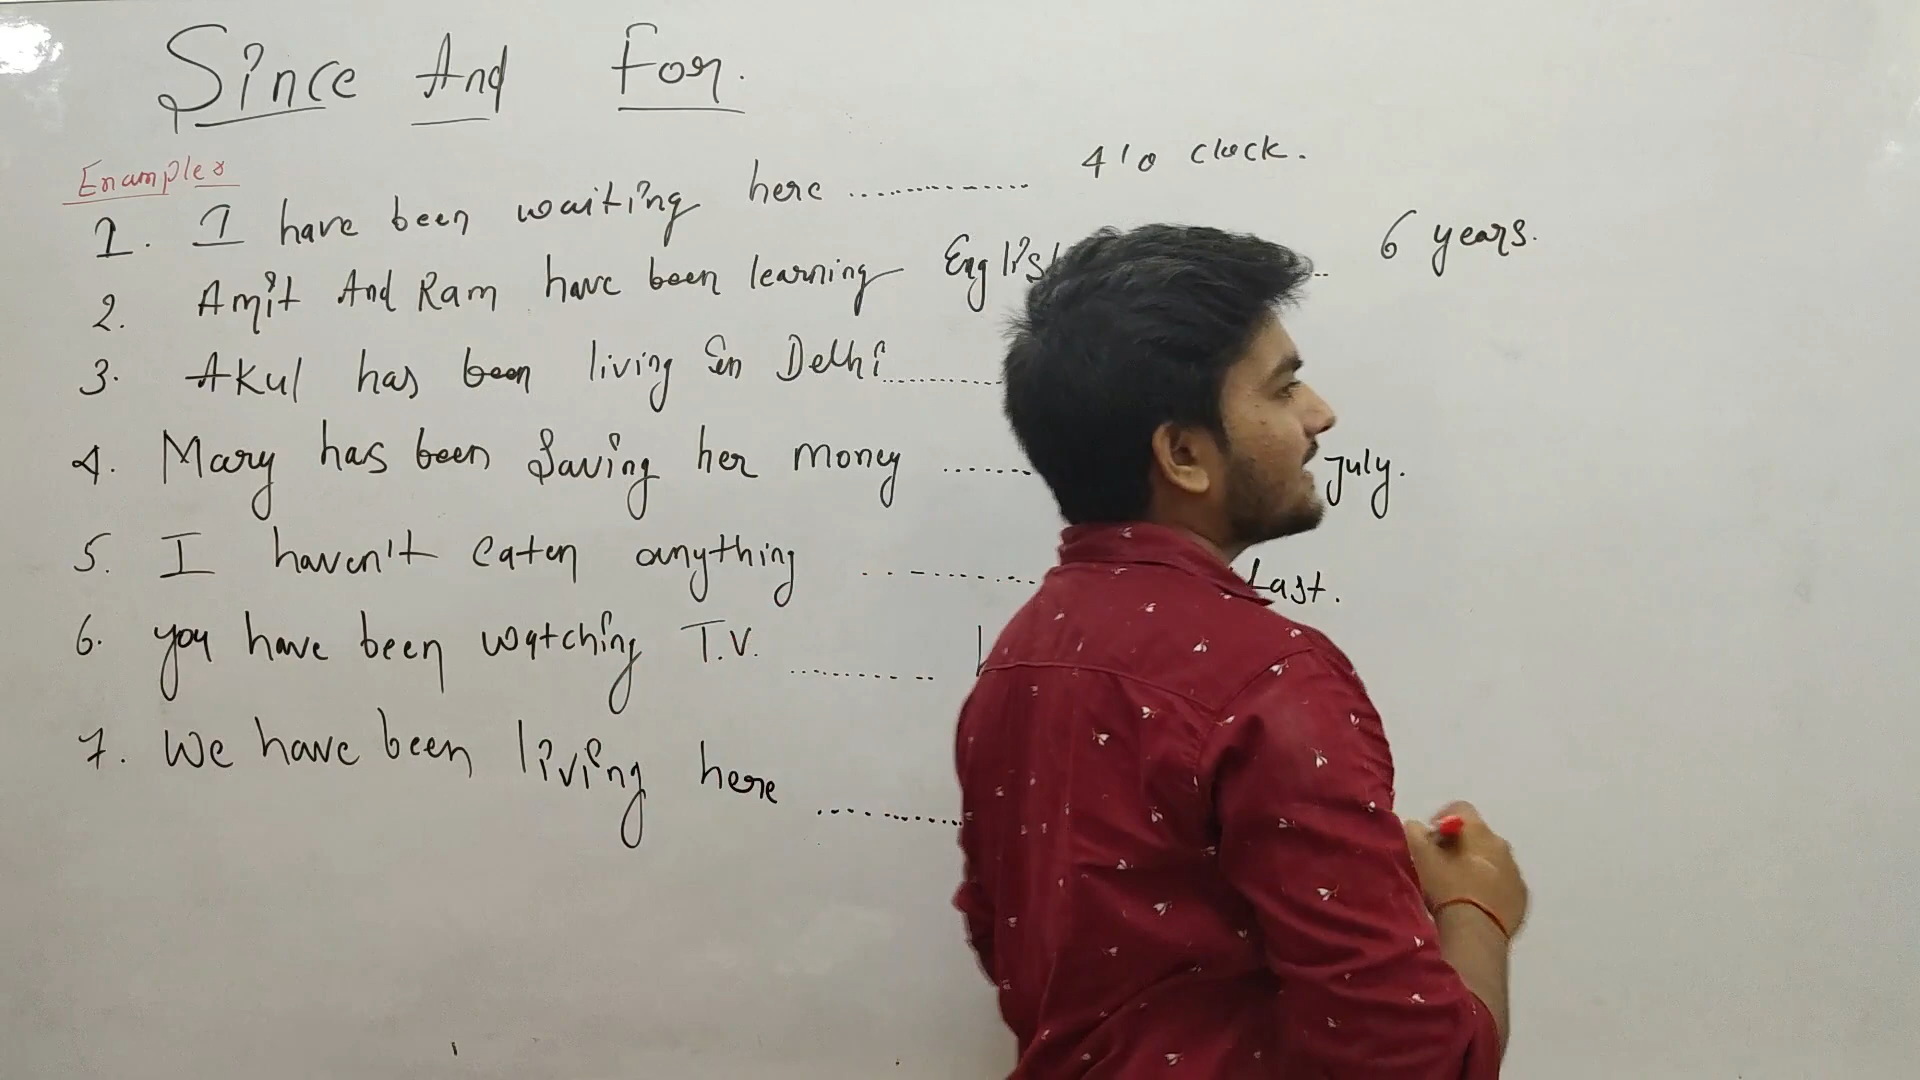 Since And For.
Examples
1. I have been waiting here .............. 4'o clock.
2. Amit And Ram have been learning ... 6 years.
3. Akul has been living in Delhi ............
4. Mary has been Saving her money ....... July.
5. I haven't eaten anything ............ Last.
6. you have been watching T.V. ..........
7. We have been living here ...........